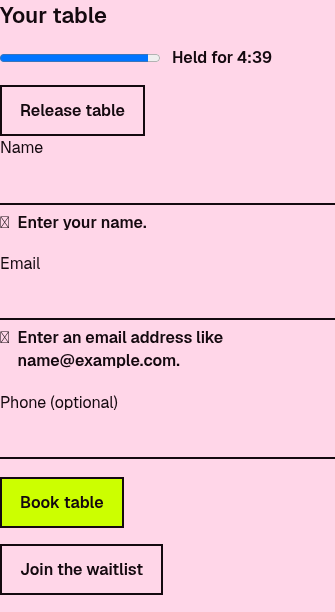 Your table
Held for 4:39
Release table
Name
Enter your name.
Email
Enter an email address like
name@example.com.
Phone (optional)
Book table
Join the waitlist